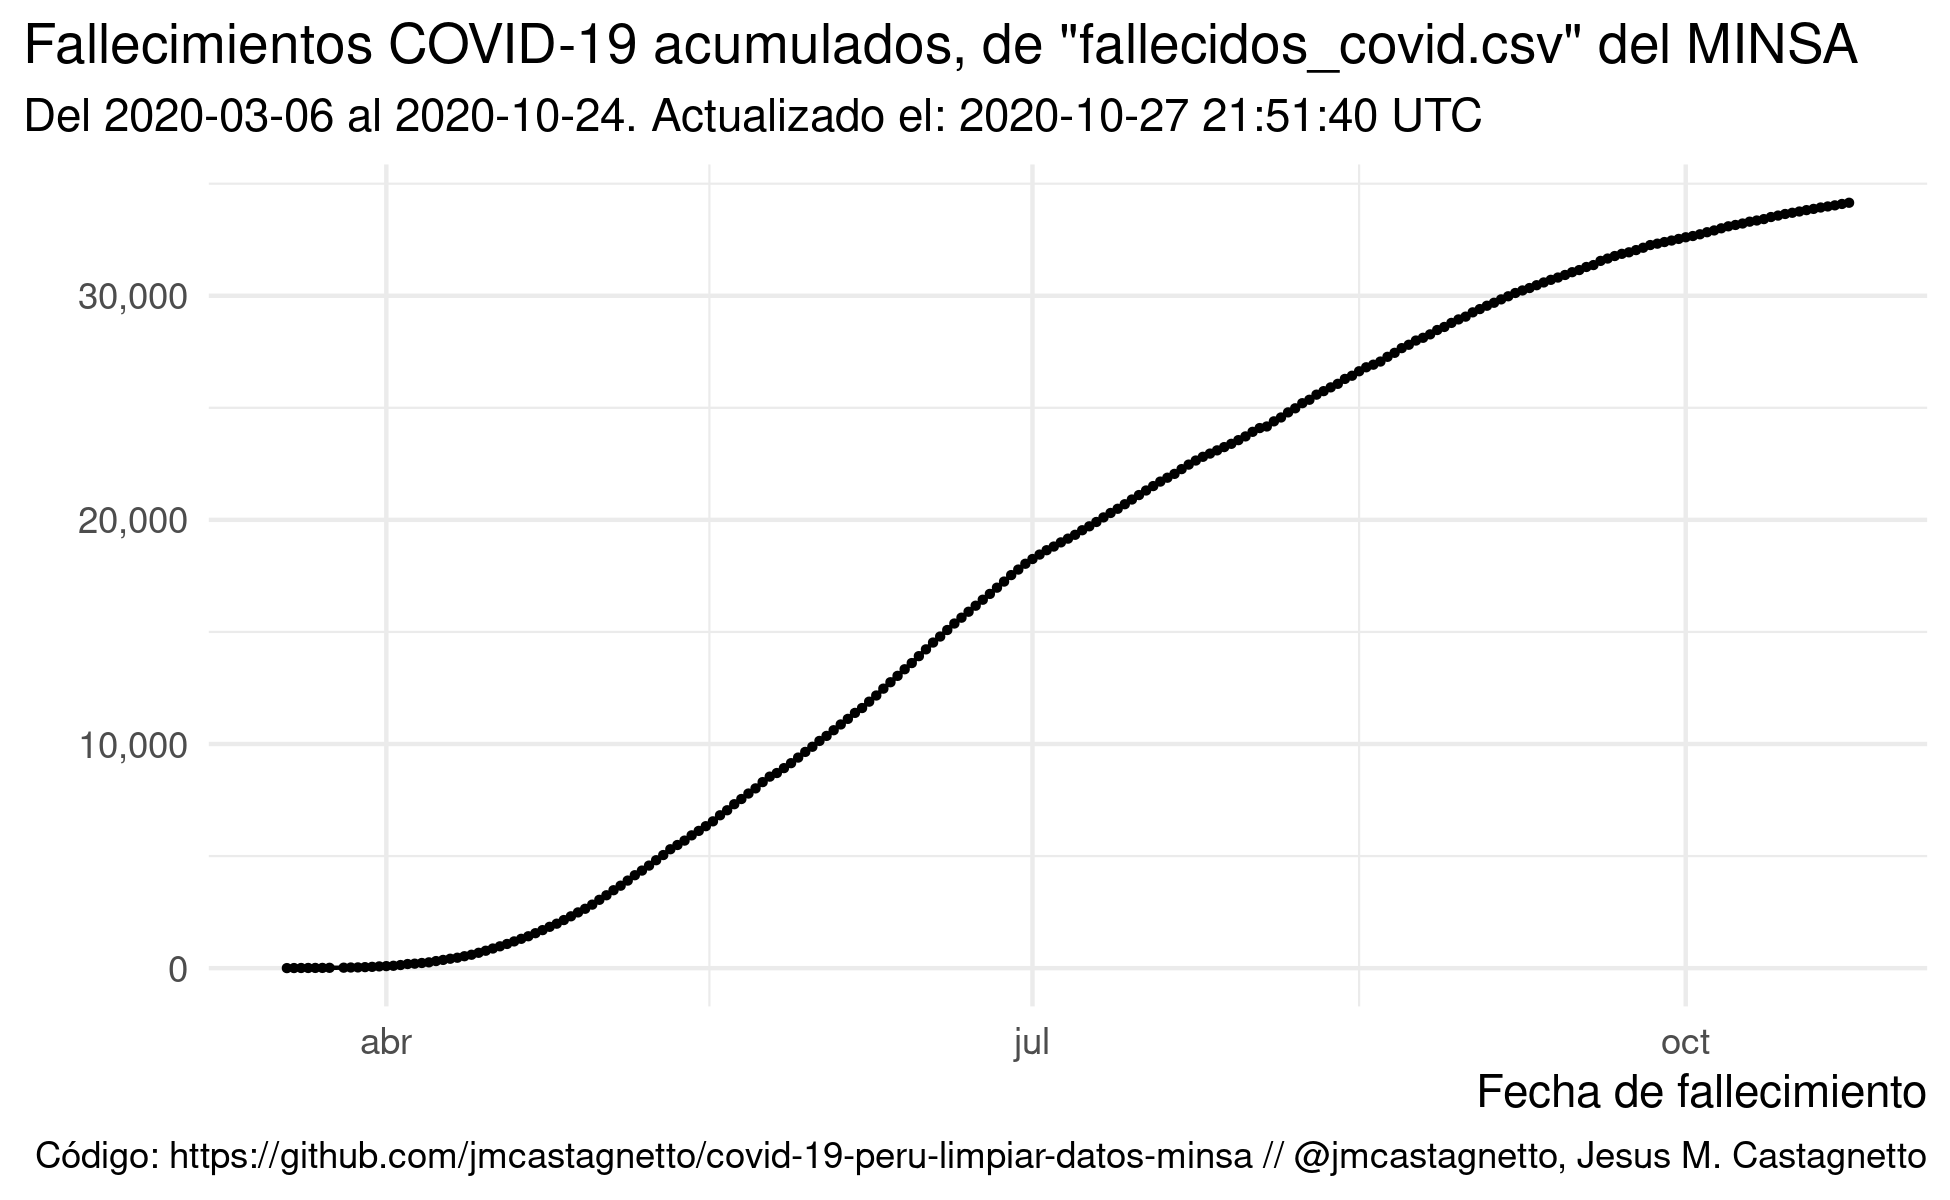 Fallecimientos COVID-19 acumulados, de "fallecidos_covid.csv" del MINSA
Del 2020-03-06 al 2020-10-24. Actualizado el: 2020-10-27 21:51:40 UTC
30,000
20,000
10,000
0
abr
jul
oct
Fecha de fallecimiento
Código: https://github.com/jmcastagnetto/covid-19-peru-limpiar-datos-minsa // @jmcastagnetto, Jesus M. Castagnetto